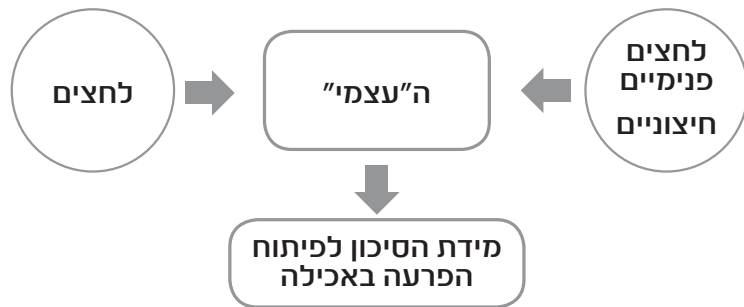 לחצים
פנימיים
חיצוניים
ה"עצמי"
לחצים
מידת הסיכון לפיתוח
הפרעה באכילה